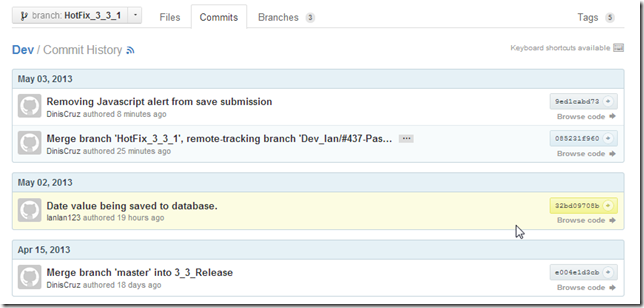 branch: HotFix_3_3_1 Files Commits Branches 3 Tags 5
Dev / Commit History Keyboard shortcuts available
May 03, 2013
Removing Javascript alert from save submission 9ed1cabd73
DinisCruz authored 8 minutes ago Browse code
Merge branch 'HotFix_3_3_1', remote-tracking branch 'Dev_Ian/#437-Pas… 085231f960
DinisCruz authored 25 minutes ago Browse code
May 02, 2013
Date value being saved to database. 32bd09705b
Ianlan123 authored 19 hours ago Browse code
Apr 15, 2013
Merge branch 'master' into 3_3_Release e004e1d3cb
DinisCruz authored 18 days ago Browse code